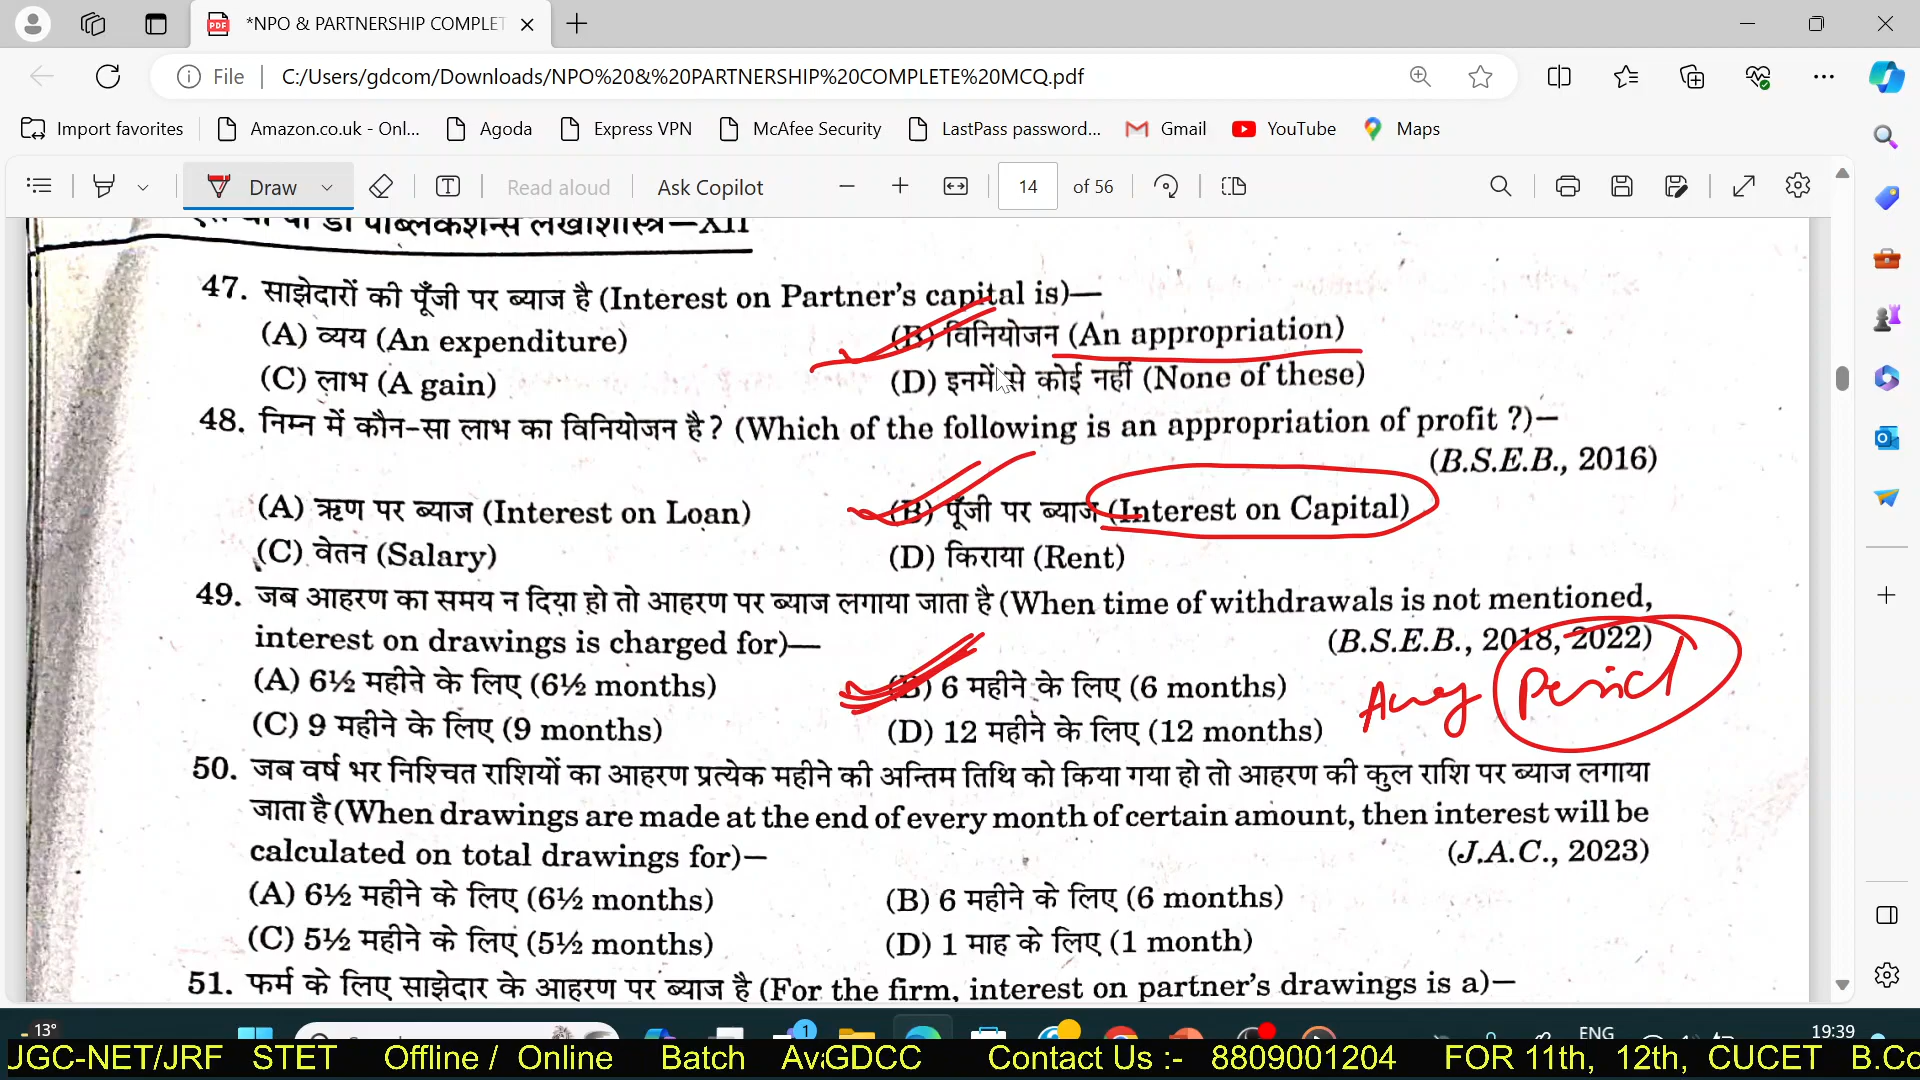 *NPO & PARTNERSHIP COMPLET
File C:/Users/gdcom/Downloads/NPO%20&%20PARTNERSHIP%20COMPLETE%20MCQ.pdf
Import favorites Amazon.co.uk - Onl... Agoda Express VPN McAfee Security LastPass password... Gmail YouTube Maps
Draw Read aloud Ask Copilot 14 of 56
पब्लिकेशन्स लेखाशास्त्र—XII
47. साझेदारों की पूँजी पर ब्याज है (Interest on Partner's capital is)—
(A) व्यय (An expenditure) (B) विनियोजन (An appropriation)
(C) लाभ (A gain) (D) इनमें से कोई नहीं (None of these)
48. निम्न में कौन-सा लाभ का विनियोजन है? (Which of the following is an appropriation of profit ?)—
(B.S.E.B., 2016)
(A) ऋण पर ब्याज (Interest on Loan) (B) पूँजी पर ब्याज (Interest on Capital)
(C) वेतन (Salary) (D) किराया (Rent)
49. जब आहरण का समय न दिया हो तो आहरण पर ब्याज लगाया जाता है (When time of withdrawals is not mentioned,
interest on drawings is charged for)— (B.S.E.B., 2018, 2022)
(A) 6½ महीने के लिए (6½ months) (B) 6 महीने के लिए (6 months) Period
(C) 9 महीने के लिए (9 months) (D) 12 महीने के लिए (12 months)
50. जब वर्ष भर निश्चित राशियों का आहरण प्रत्येक महीने की अन्तिम तिथि को किया गया हो तो आहरण की कुल राशि पर ब्याज लगाया
जाता है (When drawings are made at the end of every month of certain amount, then interest will be
calculated on total drawings for)— (J.A.C., 2023)
(A) 6½ महीने के लिए (6½ months) (B) 6 महीने के लिए (6 months)
(C) 5½ महीने के लिए (5½ months) (D) 1 माह के लिए (1 month)
51. फर्म के लिए साझेदार के आहरण पर ब्याज है (For the firm, interest on partner's drawings is a)—
13° 1 ENG 19:39
JGC-NET/JRF STET Offline / Online Batch Av GDCC Contact Us :- 8809001204 FOR 11th, 12th, CUCET B.Co